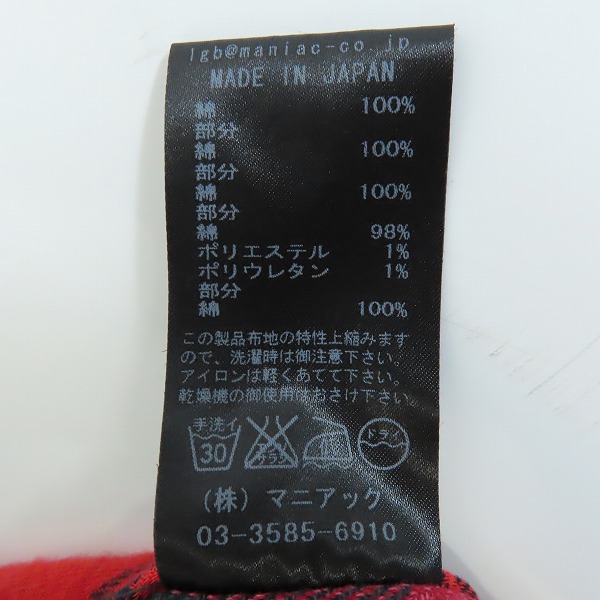 lgb@maniac-co.jp
MADE IN JAPAN
綿 100%
部分
綿 100%
部分
綿 100%
部分
綿 98%
ポリエステル 1%
ポリウレタン 1%
部分
綿 100%
この製品布地の特性上縮みます
ので、洗濯時は御注意下さい。
アイロンは軽くあてて下さい。
乾燥機の御使用はおさけ下さい。
手洗イ
30 サラシ ドライ
(株) マニアック
03-3585-6910